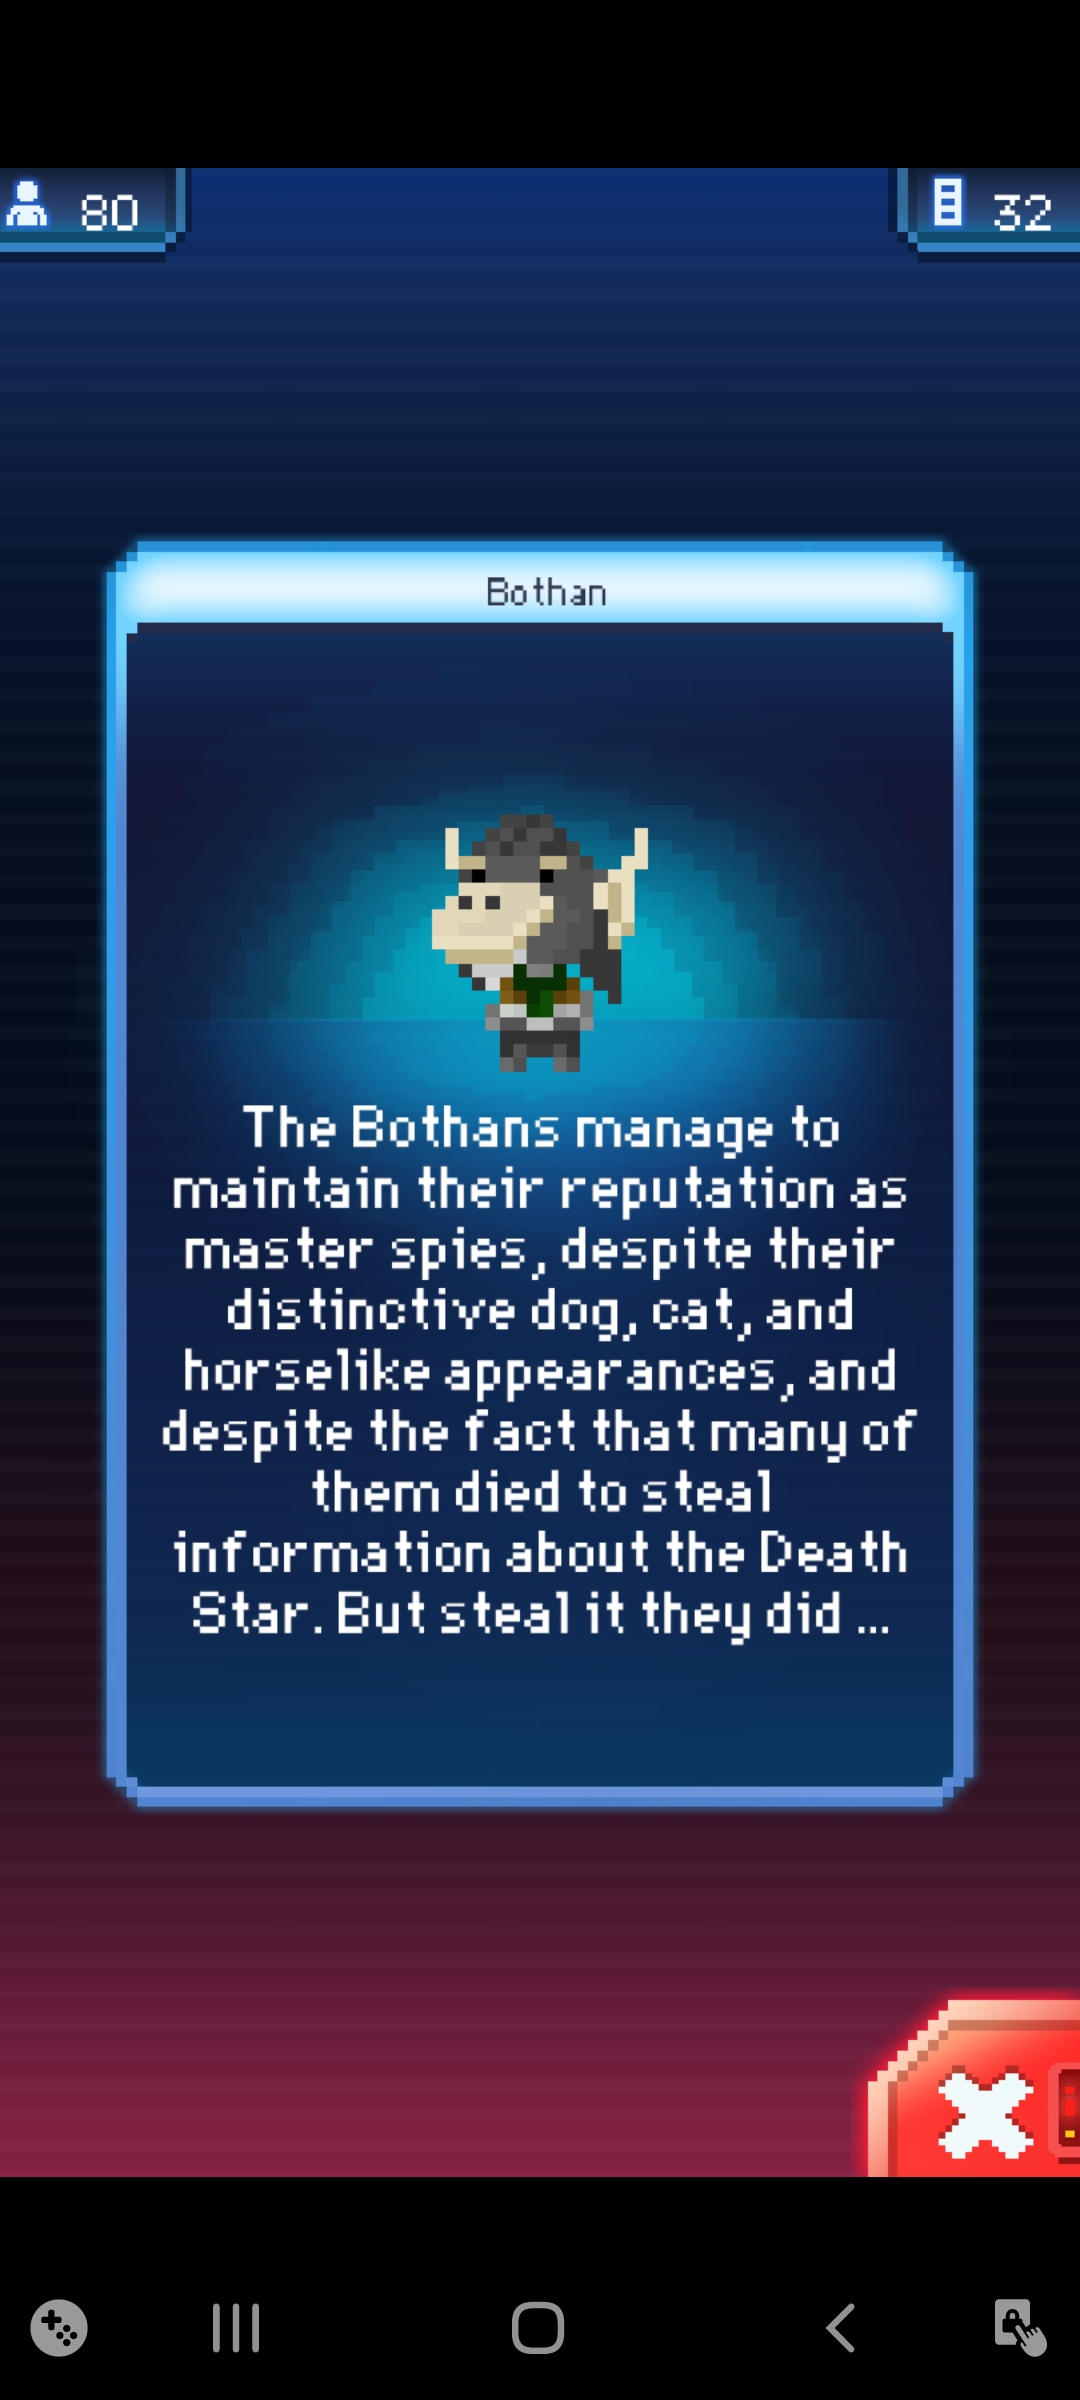 80
32
Bothan
The Bothans manage to
maintain their reputation as
master spies, despite their
distinctive dog, cat, and
horselike appearances, and
despite the fact that many of
them died to steal
information about the Death
Star. But steal it they did ...